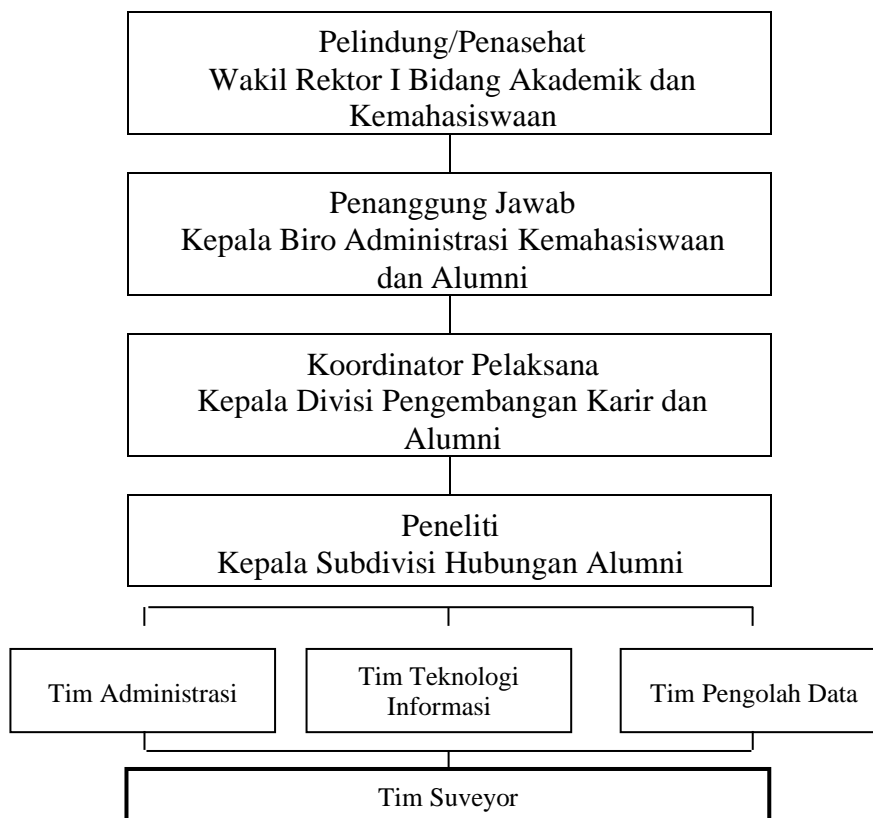 Pelindung/Penasehat
Wakil Rektor I Bidang Akademik dan
Kemahasiswaan
Penanggung Jawab
Kepala Biro Administrasi Kemahasiswaan
dan Alumni
Koordinator Pelaksana
Kepala Divisi Pengembangan Karir dan
Alumni
Peneliti
Kepala Subdivisi Hubungan Alumni
Tim Administrasi
Tim Teknologi
Informasi
Tim Pengolah Data
Tim Suveyor